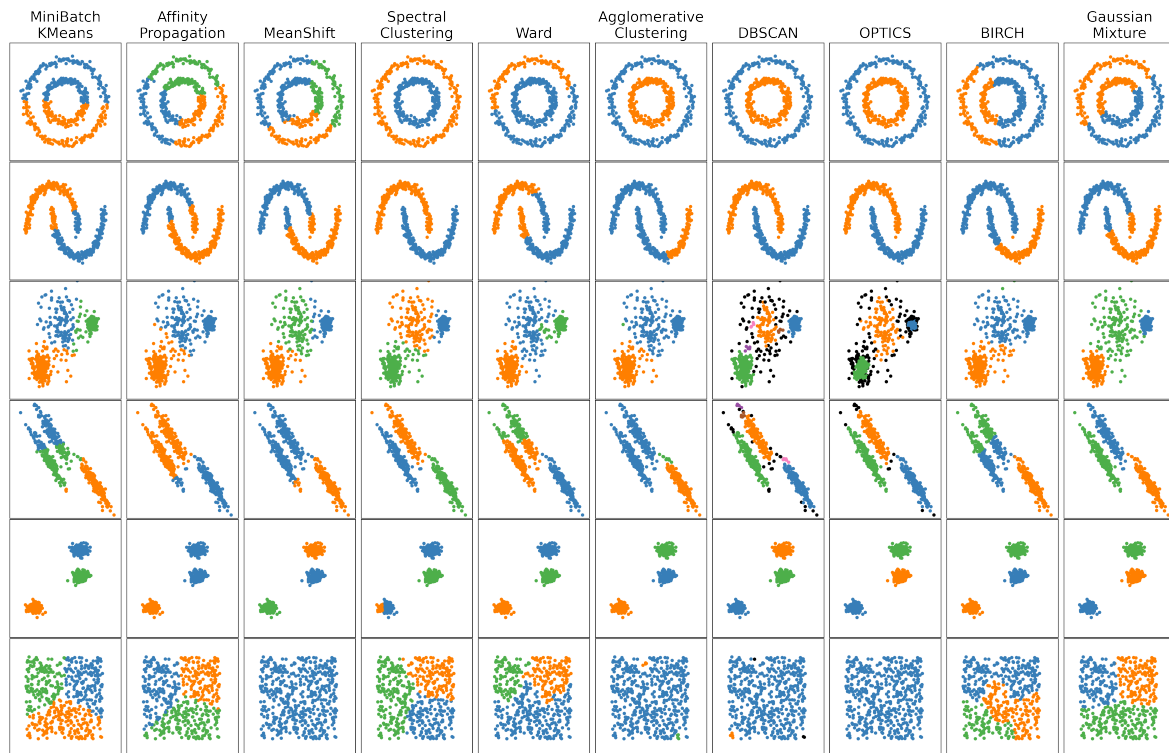 MiniBatch
KMeans
Affinity
Propagation
MeanShift
Spectral
Clustering
Ward
Agglomerative
Clustering
DBSCAN
OPTICS
BIRCH
Gaussian
Mixture